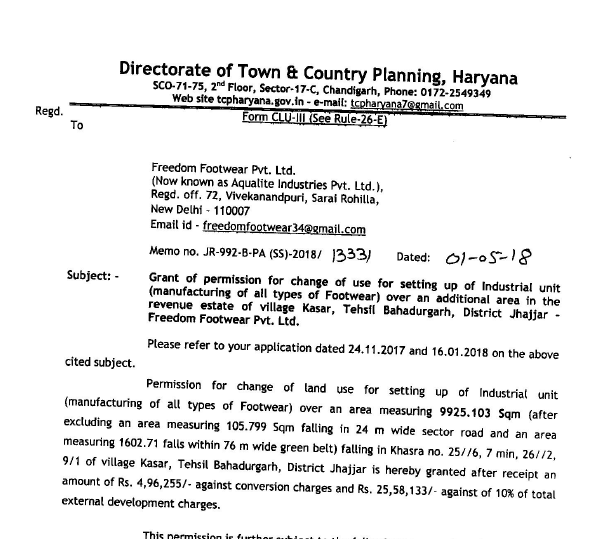 Directorate of Town & Country Planning, Haryana
SCO-71-75, 2nd Floor, Sector-17-C, Chandigarh, Phone: 0172-2549349
Web site tcpharyana.gov.in - e-mail: tcpharyana7@gmail.com
Regd.
Form CLU-III (See Rule-26-E)
To
Freedom Footwear Pvt. Ltd.
(Now known as Aqualite Industries Pvt. Ltd.),
Regd. off. 72, Vivekanandpuri, Sarai Rohilla,
New Delhi - 110007
Email id - freedomfootwear34@gmail.com
Memo no. JR-992-B-PA (SS)-2018/ 13331 Dated: 01-05-18
Subject: - Grant of permission for change of use for setting up of Industrial unit
(manufacturing of all types of Footwear) over an additional area in the
revenue estate of village Kasar, Tehsil Bahadurgarh, District Jhajjar -
Freedom Footwear Pvt. Ltd.
Please refer to your application dated 24.11.2017 and 16.01.2018 on the above
cited subject.
Permission for change of land use for setting up of Industrial unit
(manufacturing of all types of Footwear) over an area measuring 9925.103 Sqm (after
excluding an area measuring 105.799 Sqm falling in 24 m wide sector road and an area
measuring 1602.71 falls within 76 m wide green belt) falling in Khasra no. 25//6, 7 min, 26//2,
9/1 of village Kasar, Tehsil Bahadurgarh, District Jhajjar is hereby granted after receipt an
amount of Rs. 4,96,255/- against conversion charges and Rs. 25,58,133/- against of 10% of total
external development charges.
This permission is further subject to the